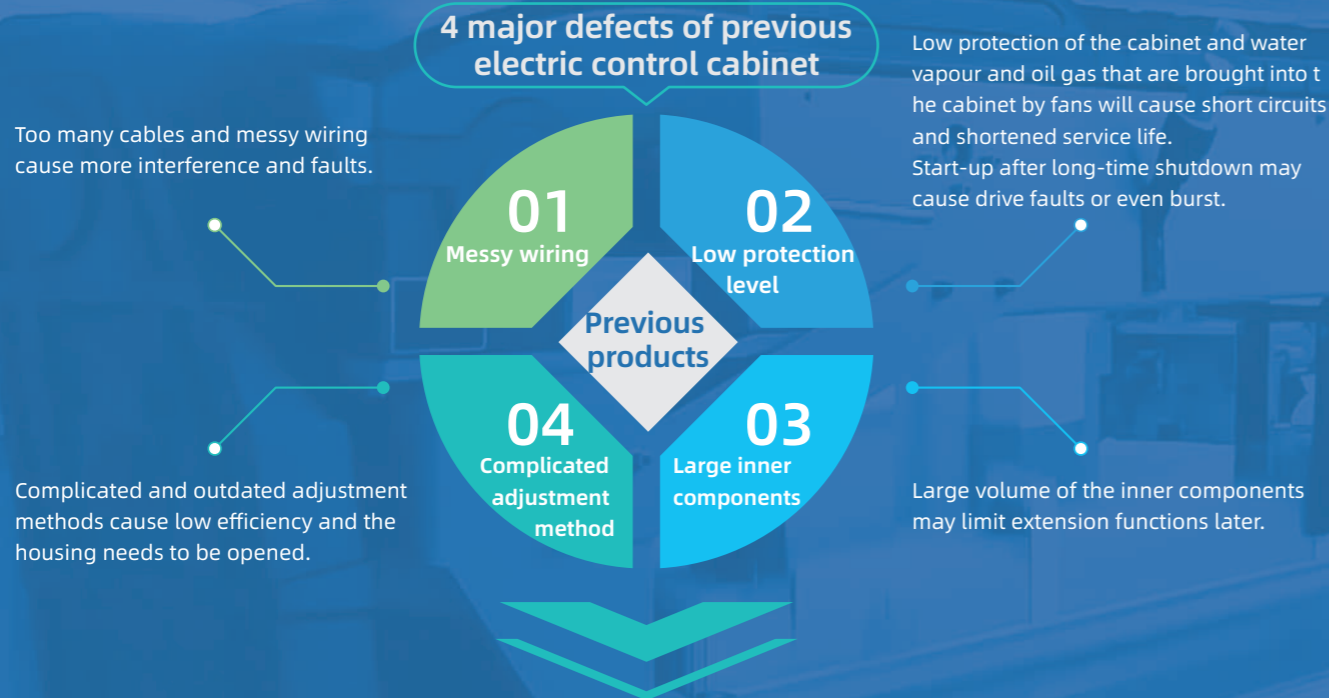 4 major defects of previous
electric control cabinet
Too many cables and messy wiring
cause more interference and faults.
01
Messy wiring
02
Low protection
level
Low protection of the cabinet and water
vapour and oil gas that are brought into t
he cabinet by fans will cause short circuits
and shortened service life.
Start-up after long-time shutdown may
cause drive faults or even burst.
Previous
products
04
Complicated
adjustment
method
03
Large inner
components
Complicated and outdated adjustment
methods cause low efficiency and the
housing needs to be opened.
Large volume of the inner components
may limit extension functions later.